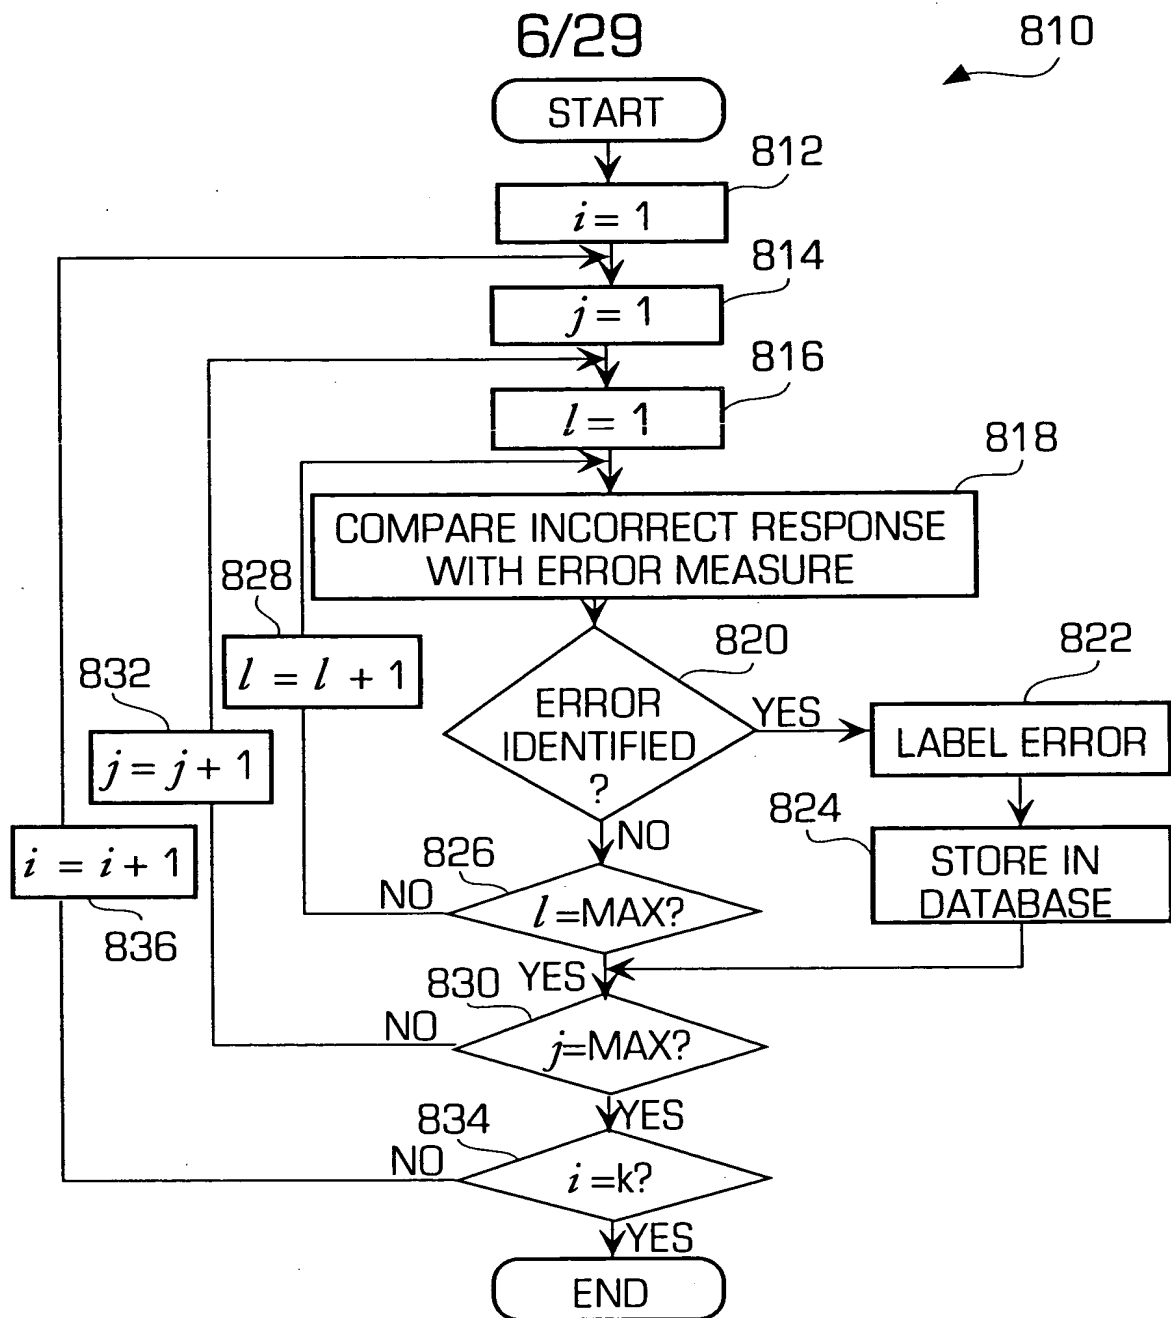 6/29
810
START
812
i = 1
814
j = 1
816
l = 1
818
COMPARE INCORRECT RESPONSE
WITH ERROR MEASURE
828
l = l + 1
820
ERROR
IDENTIFIED
?
YES
822
LABEL ERROR
832
j = j + 1
824
STORE IN
DATABASE
i = i + 1
836
NO
826
NO
l =MAX?
YES
830
NO
j=MAX?
YES
834
NO
i =k?
YES
END